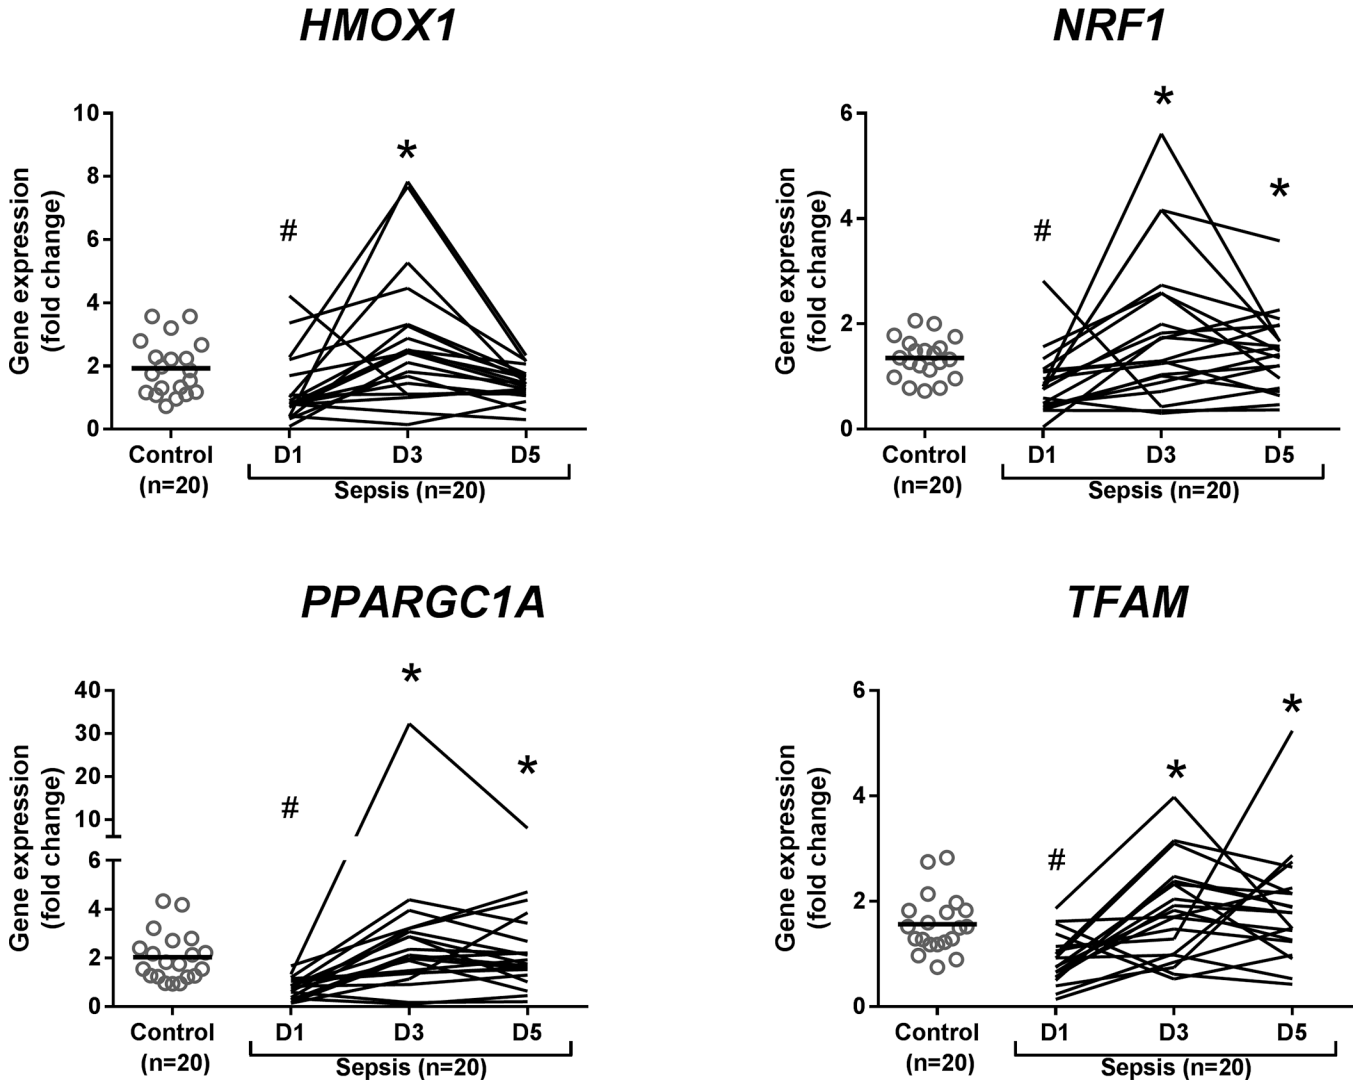 HMOX1
Gene expression
(fold change)
10
8
6
4
2
0
#
*
Control
(n=20)
D1
D3
D5
Sepsis (n=20)
NRF1
Gene expression
(fold change)
6
4
2
0
#
*
*
Control
(n=20)
D1
D3
D5
Sepsis (n=20)
PPARGC1A
Gene expression
(fold change)
40
30
20
10
6
4
2
0
#
*
*
Control
(n=20)
D1
D3
D5
Sepsis (n=20)
TFAM
Gene expression
(fold change)
6
4
2
0
#
*
*
Control
(n=20)
D1
D3
D5
Sepsis (n=20)